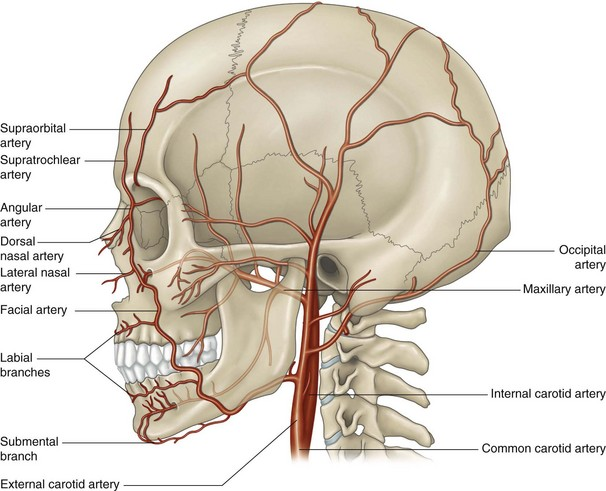 Supraorbital
artery
Supratrochlear
artery
Angular
artery
Dorsal
nasal artery
Lateral nasal
artery
Facial artery
Labial
branches
Submental
branch
External carotid artery
Occipital
artery
Maxillary artery
Internal carotid artery
Common carotid artery